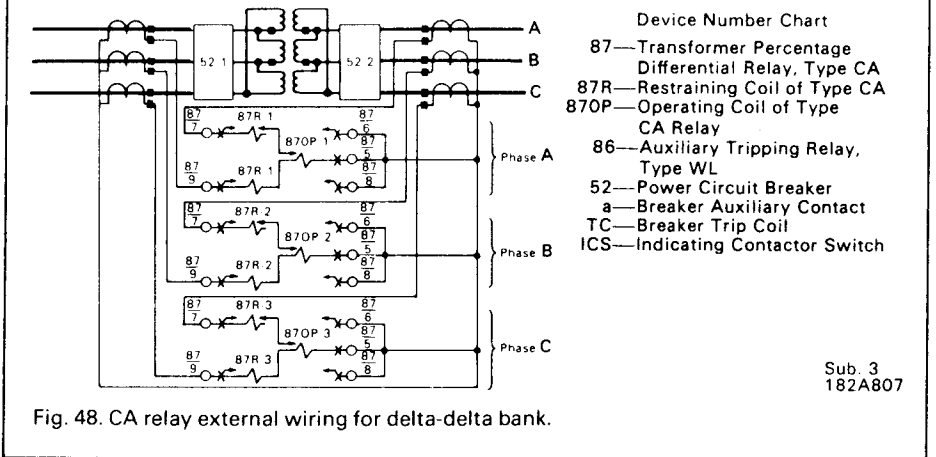 A
B
C
52 1
52 2
87
7
87R 1
87OP 1
87
6
87
5
87
8
87
9
87R 1
Phase A
87
7
87R 2
87OP 2
87
6
87
5
87
8
87
9
87R 2
Phase B
87
7
87R 3
87OP 3
87
6
87
5
87
8
87
9
87R 3
Phase C
Device Number Chart
87—Transformer Percentage
Differential Relay, Type CA
87R—Restraining Coil of Type CA
87OP—Operating Coil of Type
CA Relay
86—Auxiliary Tripping Relay,
Type WL
52—Power Circuit Breaker
a—Breaker Auxiliary Contact
TC—Breaker Trip Coil
ICS—Indicating Contactor Switch
Sub. 3
182A807
Fig. 48. CA relay external wiring for delta-delta bank.